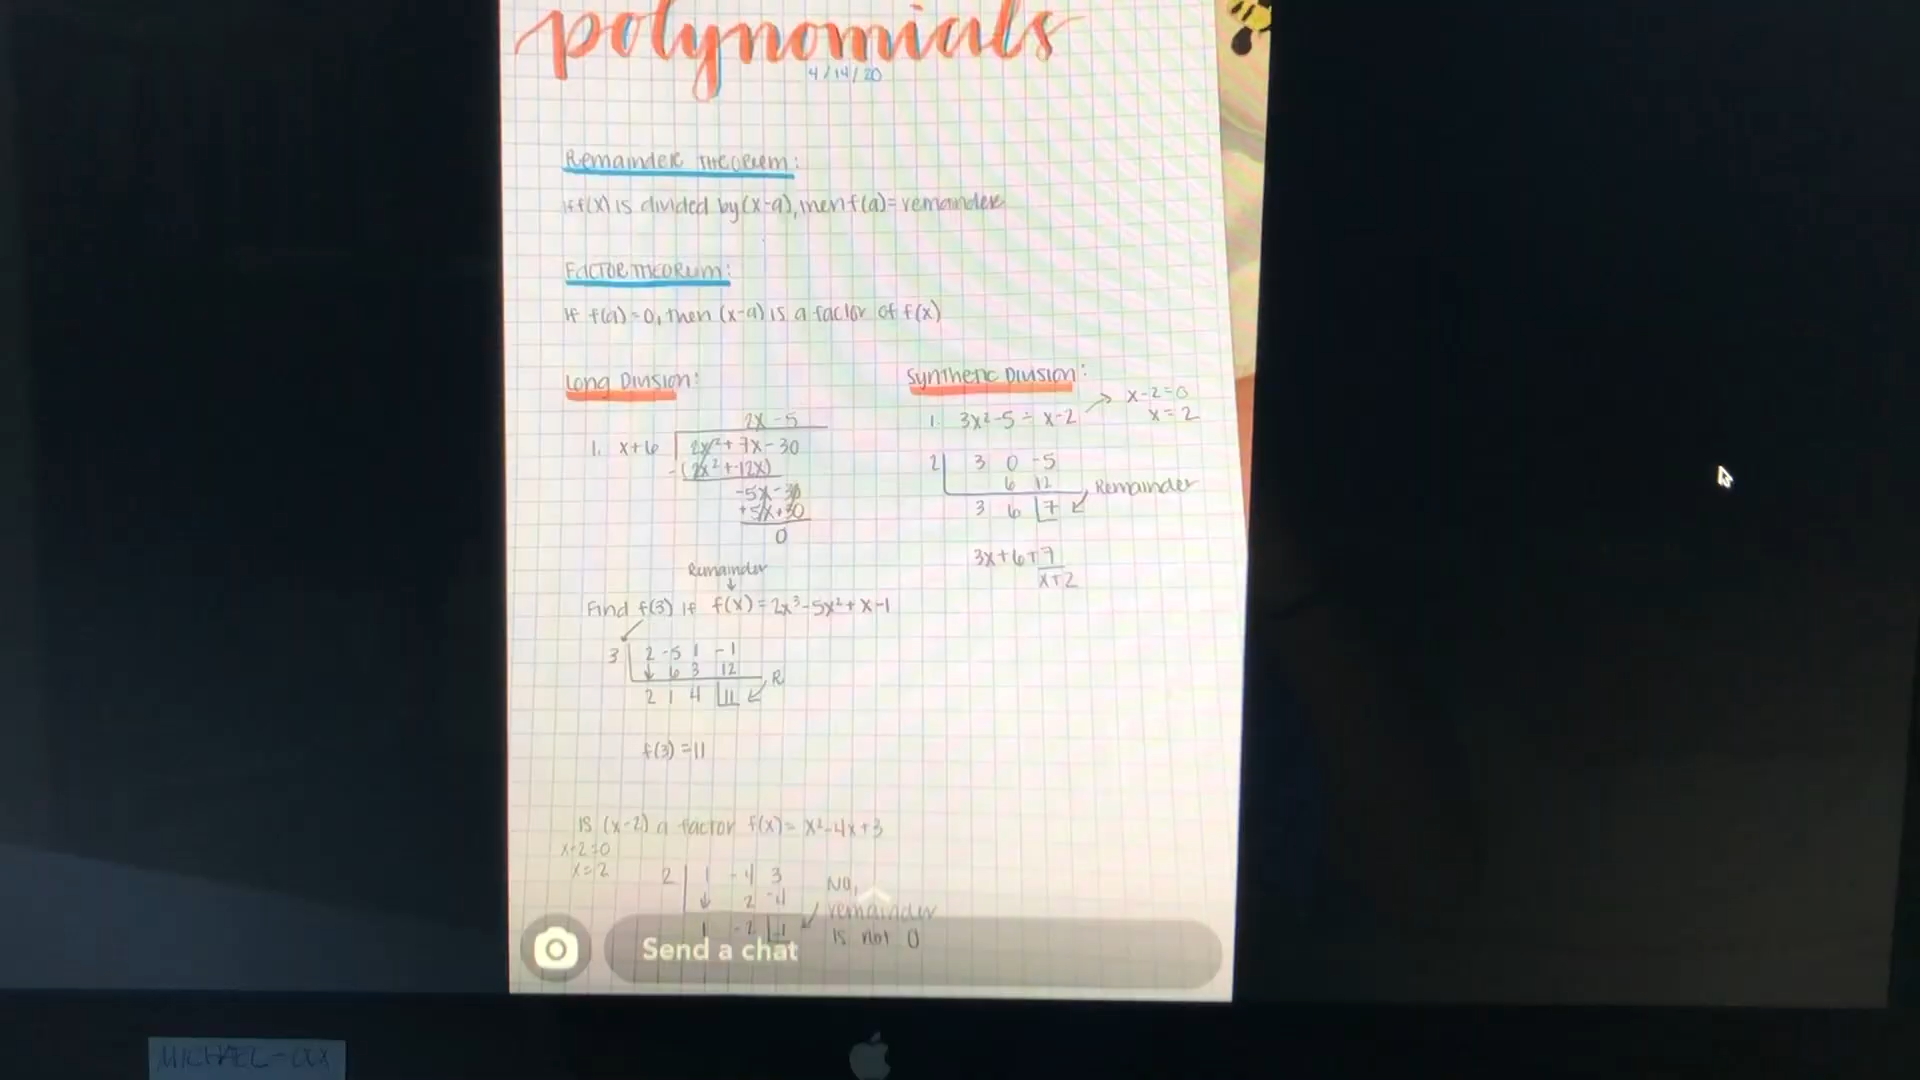 polynomials
4/14/20
Remainder Theorem:
If f(x) is divided by (x-a), then f(a)= remainder
Factor Theorum:
If f(a)=0, then (x-a) is a factor of f(x)
Long Division:
2x -5
1. x+6 2x²+7x-30
-(2x²+12x)
-5x-30
+5x+30
0
Synthetic Division:
1. 3x²-5 ÷ x-2 → x-2=0
x=2
2 3 0 -5
6 12
3 6 7 ↙ Remainder
3x+6+7
x+2
Remainder
↓
Find f(3) if f(x)=2x³-5x²+x-1
3 2 -5 1 -1
↓ 6 3 12
2 1 4 11 ↙ R
f(3)=11
Is (x-2) a factor f(x)= x²-4x+3
x-2=0
x=2
2 1 -4 3
↓ 2 -4
1 -2 -1
No,
remainder
is not 0
Send a chat